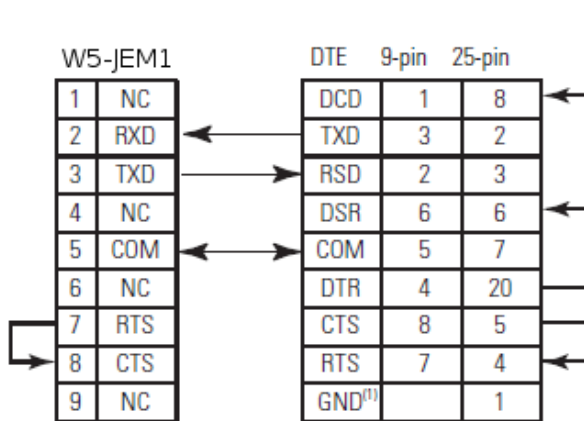 W5-JEM1 DTE 9-pin 25-pin
1 NC DCD 1 8
2 RXD TXD 3 2
3 TXD RSD 2 3
4 NC DSR 6 6
5 COM COM 5 7
6 NC DTR 4 20
7 RTS CTS 8 5
8 CTS RTS 7 4
9 NC GND(1) 1